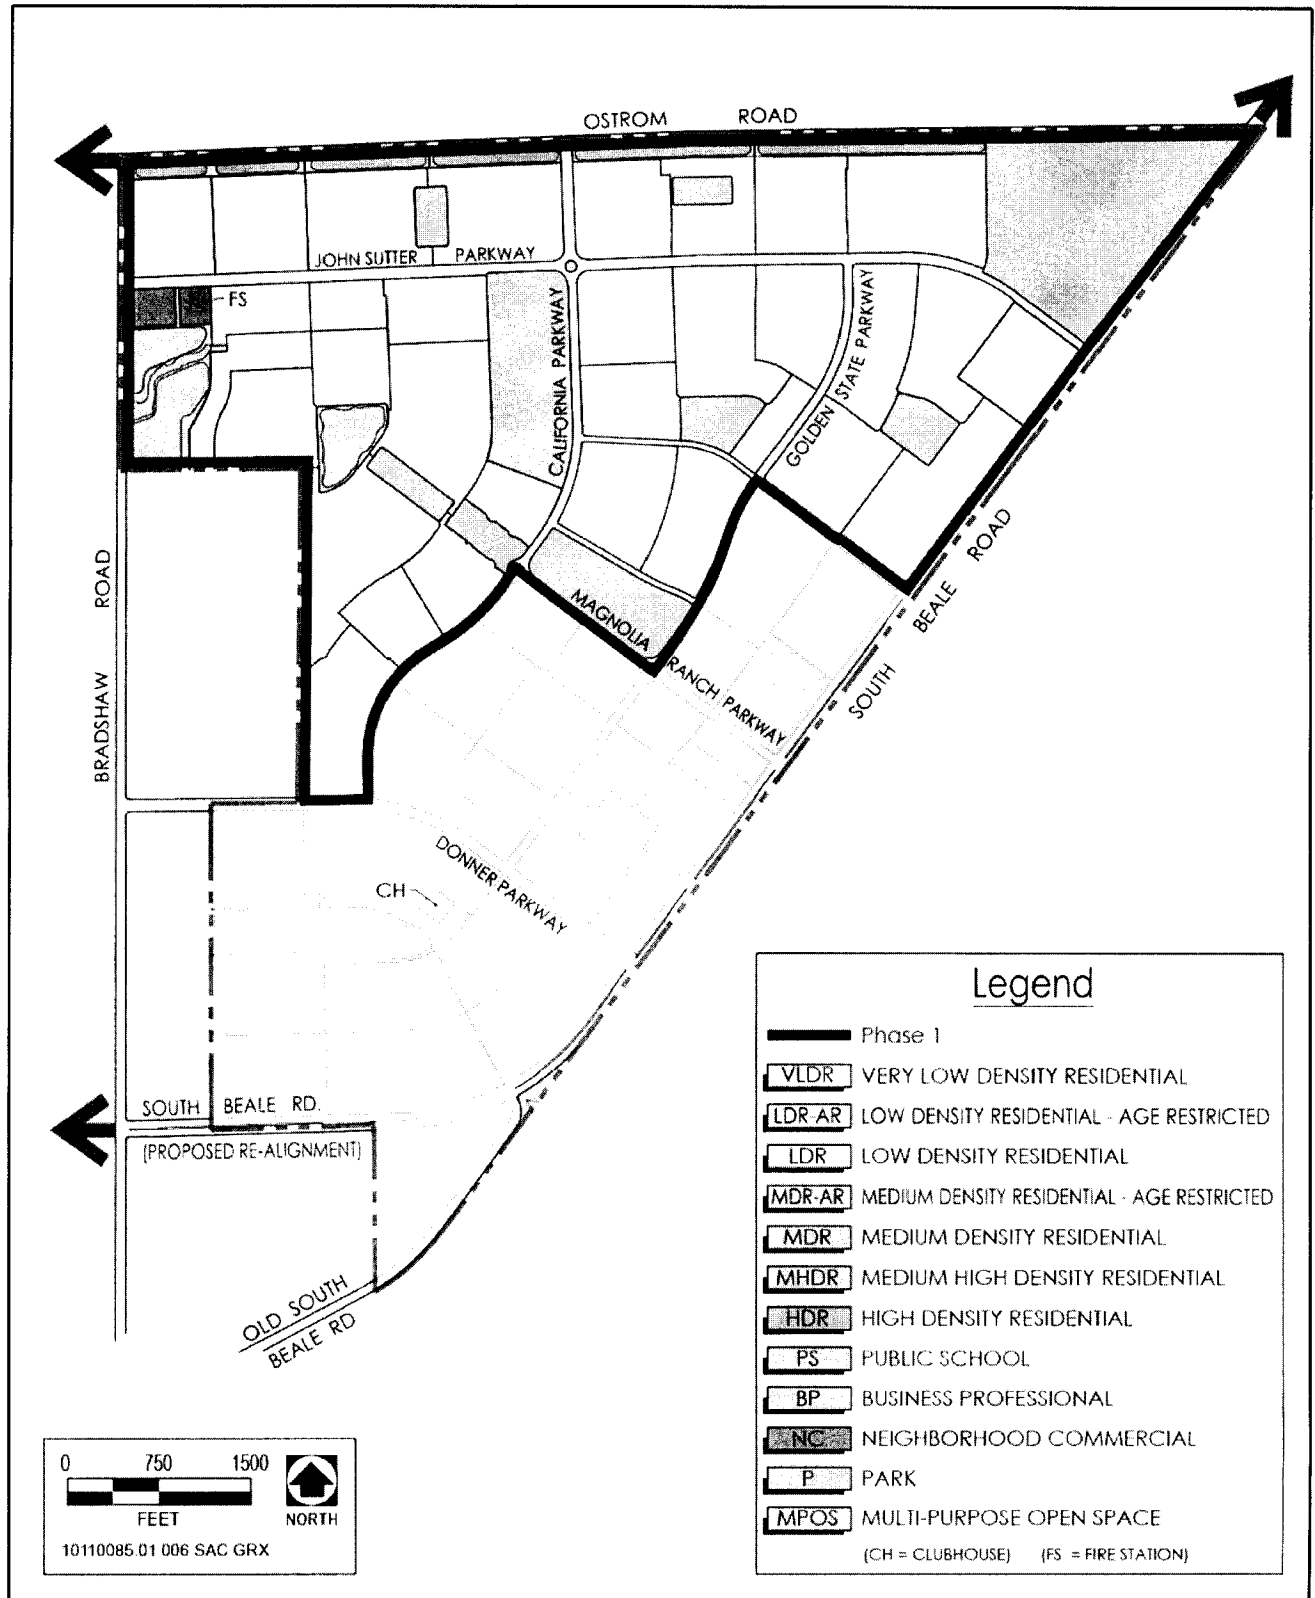 OSTROM ROAD
JOHN SUTTER PARKWAY
FS
CALIFORNIA PARKWAY
GOLDEN STATE PARKWAY
BRADSHAW ROAD
MAGNOLIA RANCH PARKWAY
SOUTH BEALE ROAD
DONNER PARKWAY
CH
SOUTH BEALE RD.
(PROPOSED RE-ALIGNMENT)
OLD SOUTH
BEALE RD
Legend
Phase 1
VLDR VERY LOW DENSITY RESIDENTIAL
LDR-AR LOW DENSITY RESIDENTIAL - AGE RESTRICTED
LDR LOW DENSITY RESIDENTIAL
MDR-AR MEDIUM DENSITY RESIDENTIAL - AGE RESTRICTED
MDR MEDIUM DENSITY RESIDENTIAL
MHDR MEDIUM HIGH DENSITY RESIDENTIAL
HDR HIGH DENSITY RESIDENTIAL
PS PUBLIC SCHOOL
BP BUSINESS PROFESSIONAL
NC NEIGHBORHOOD COMMERCIAL
P PARK
MPOS MULTI-PURPOSE OPEN SPACE
(CH = CLUBHOUSE) (FS = FIRE STATION)
0 750 1500
FEET
NORTH
10110085.01 006 SAC GRX